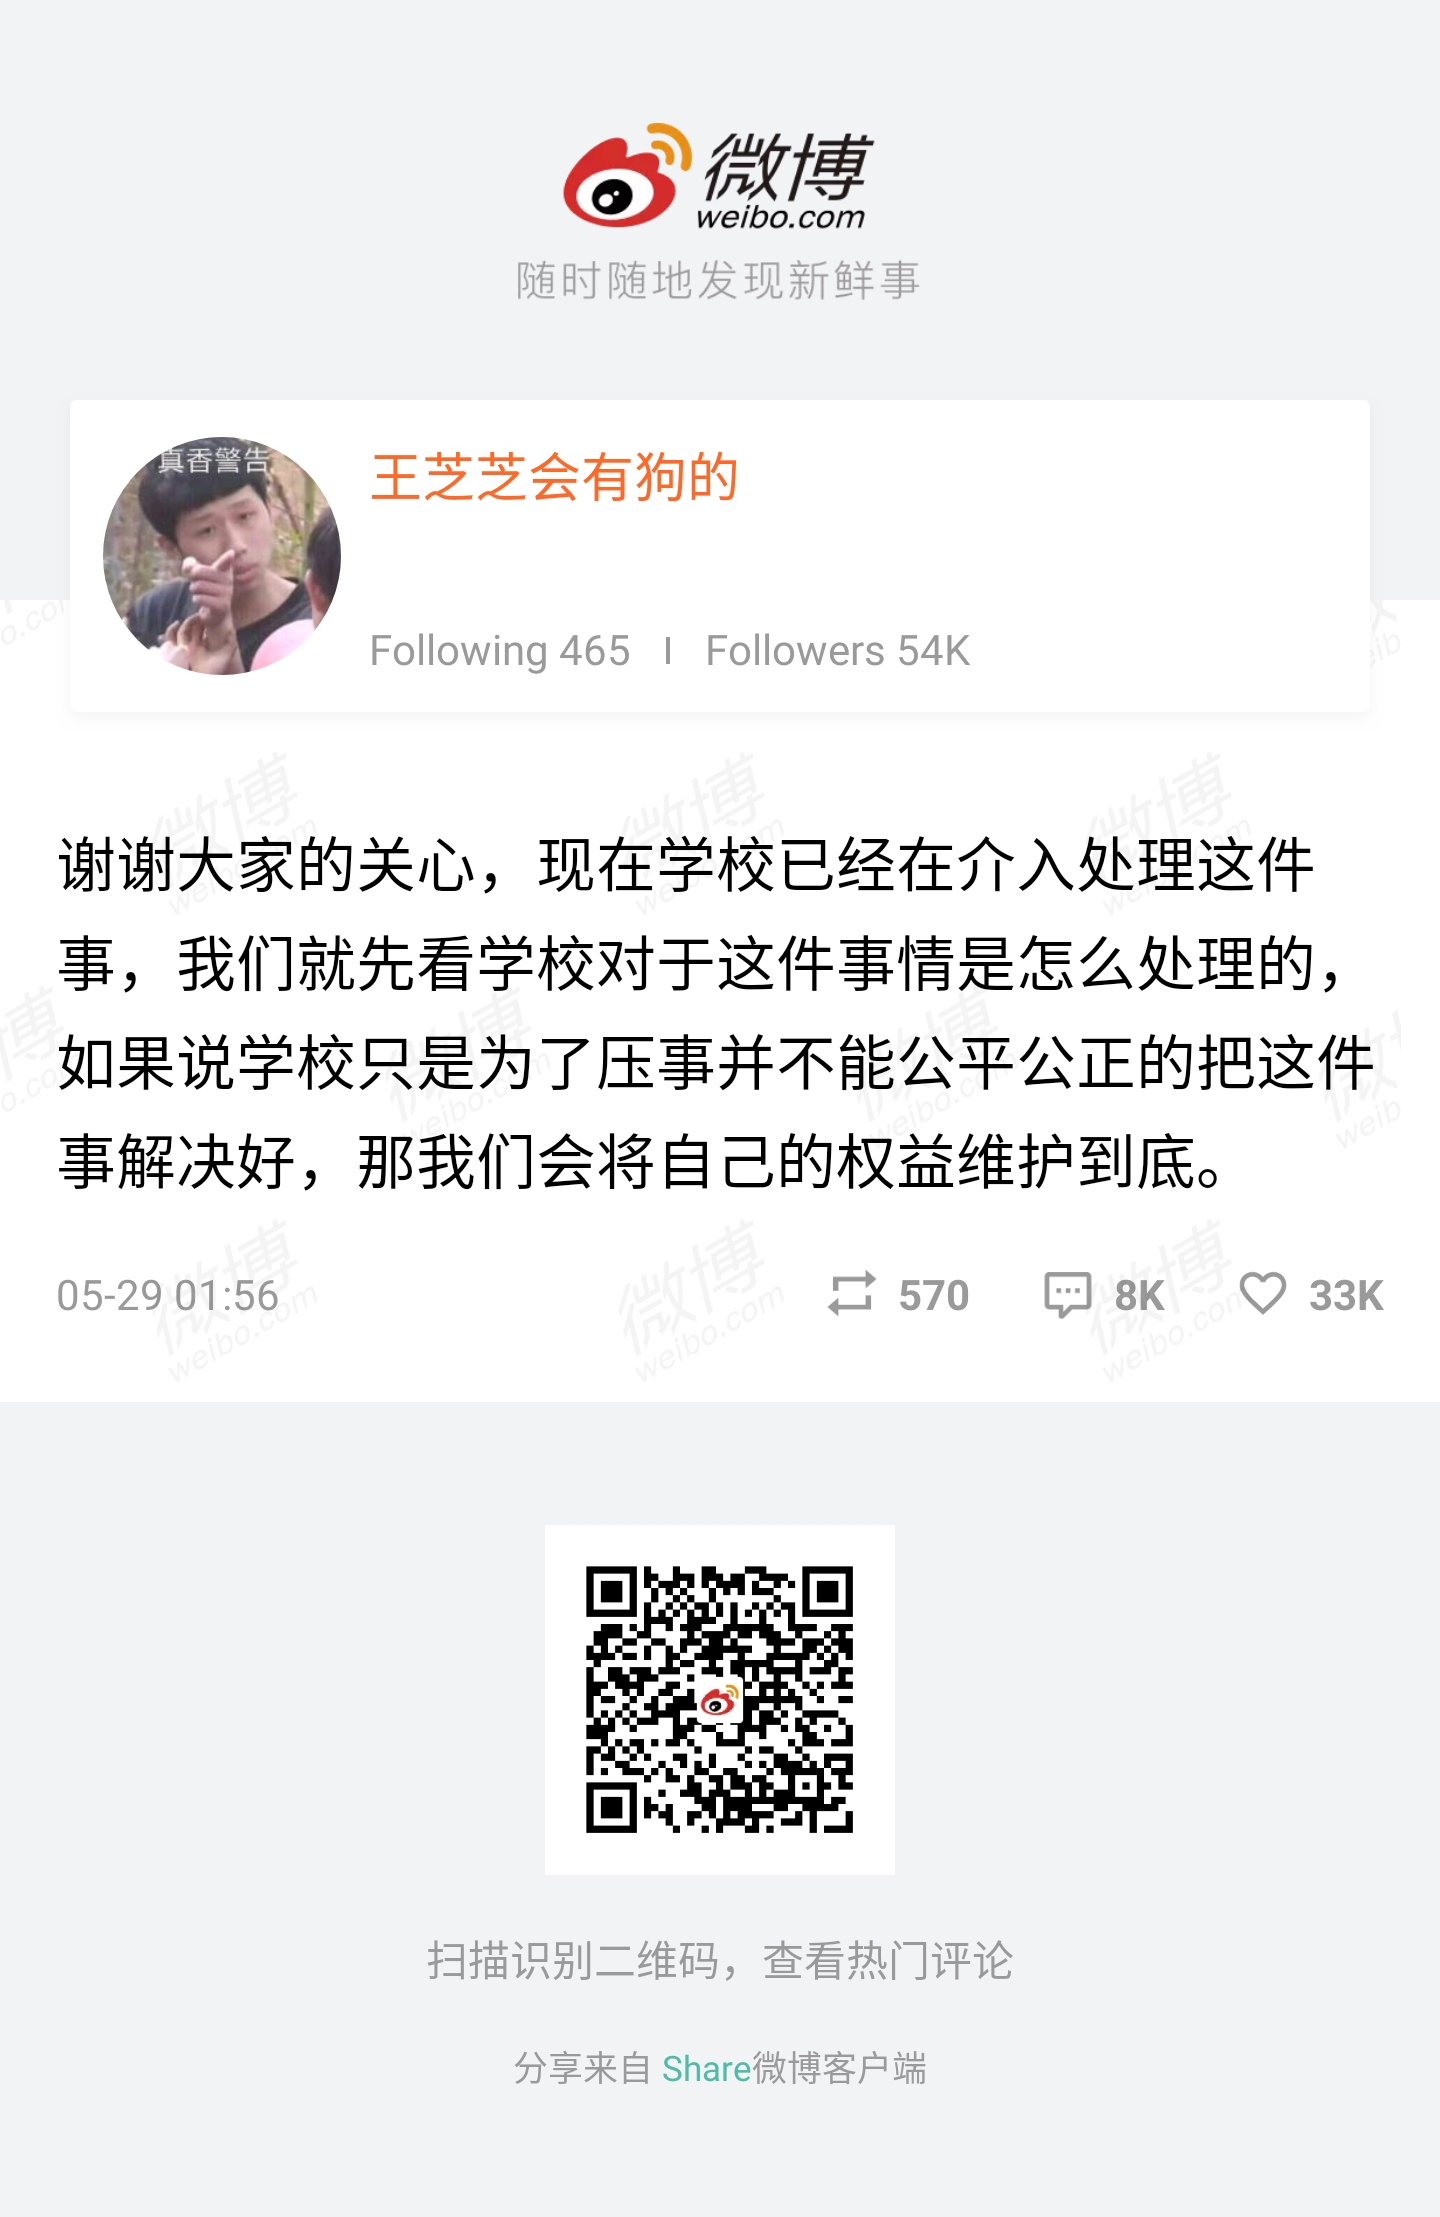 微博
weibo.com
随时随地发现新鲜事
真香警告
王芝芝会有狗的
Following 465 | Followers 54K
谢谢大家的关心，现在学校已经在介入处理这件
事，我们就先看学校对于这件事情是怎么处理的，
如果说学校只是为了压事并不能公平公正的把这件
事解决好，那我们会将自己的权益维护到底。
05-29 01:56 570 8K 33K
扫描识别二维码，查看热门评论
分享来自 Share微博客户端